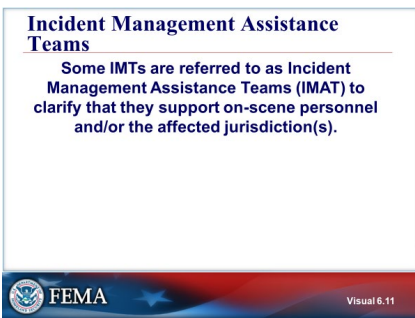 Incident Management Assistance
Teams
Some IMTs are referred to as Incident
Management Assistance Teams (IMAT) to
clarify that they support on-scene personnel
and/or the affected jurisdiction(s).
FEMA
Visual 6.11